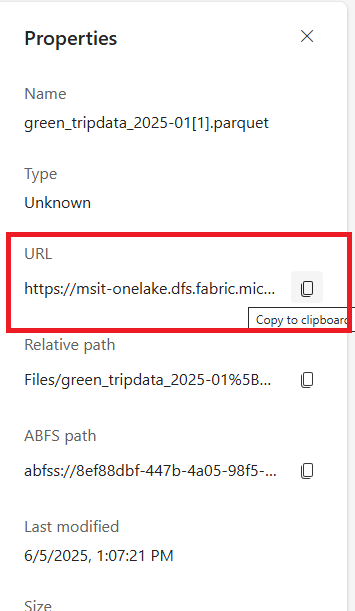 Properties
Name
green_tripdata_2025-01[1].parquet
Type
Unknown
URL
https://msit-onelake.dfs.fabric.mic...
Copy to clipboard
Relative path
Files/green_tripdata_2025-01%5B...
ABFS path
abfss://8ef88dbf-447b-4a05-98f5-...
Last modified
6/5/2025, 1:07:21 PM
Size